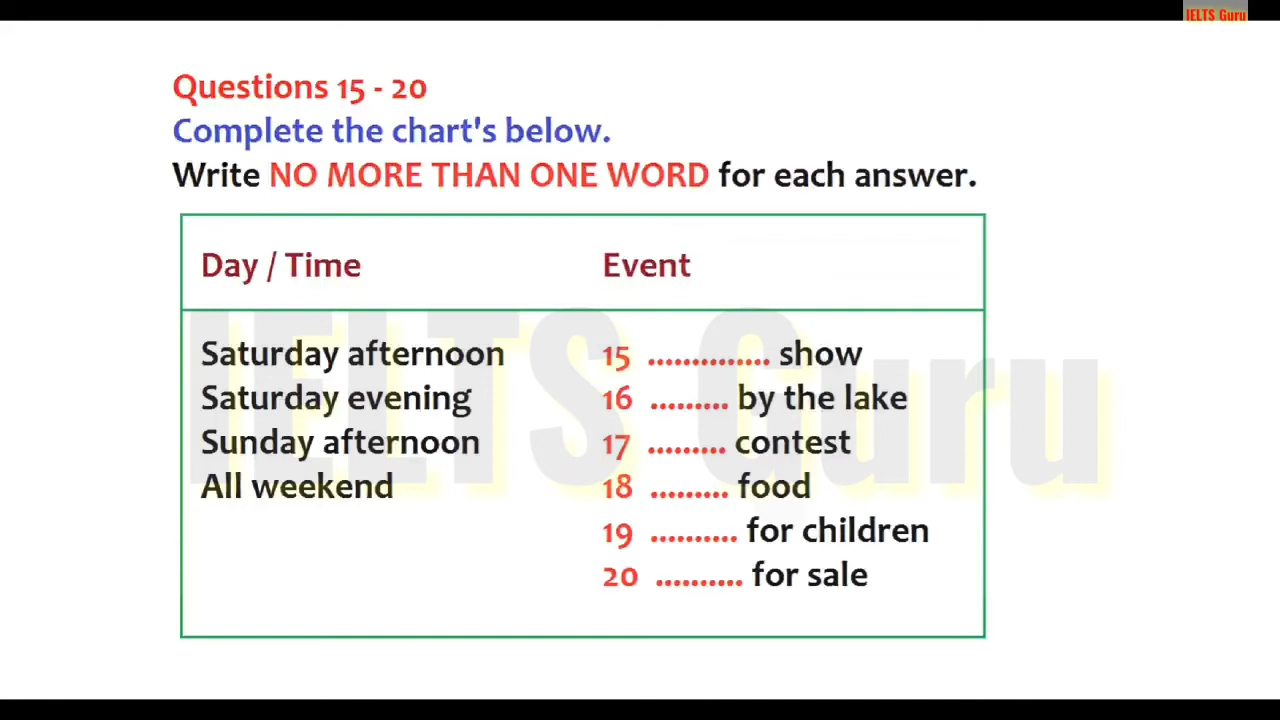 IELTS Guru
Questions 15 - 20
Complete the chart's below.
Write NO MORE THAN ONE WORD for each answer.
Day / Time Event
Saturday afternoon 15 .............. show
Saturday evening 16 ......... by the lake
Sunday afternoon 17 ......... contest
All weekend 18 ......... food
19 .......... for children
20 .......... for sale
IELTS Guru